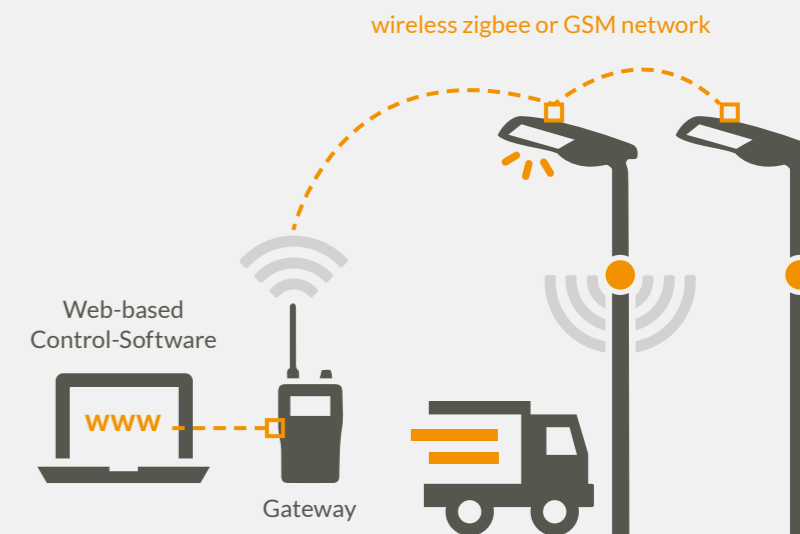 wireless zigbee or GSM network
Web-based
Control-Software
www
Gateway